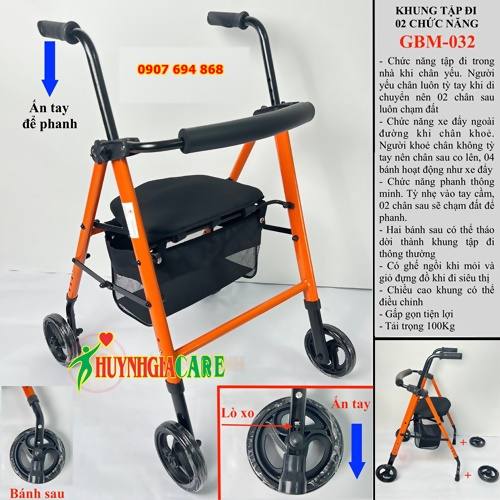 KHUNG TẬP ĐI
02 CHỨC NĂNG
GBM-032
0907 694 868
Ấn tay
để phanh
- Chức năng tập đi trong
nhà khi chân yếu. Người
yếu chân luôn tỳ tay khi di
chuyển nên 02 chân sau
luôn chạm đất
- Chức năng xe đẩy ngoài
đường khi chân khoẻ.
Người khoẻ chân không tỳ
tay nên chân sau co lên, 04
bánh hoạt động như xe đẩy
- Chức năng phanh thông
minh. Tỳ nhẹ vào tay cầm,
02 chân sau sẽ chạm đất để
phanh.
- Hai bánh sau có thể tháo
dời thành khung tập đi
thông thường
- Có ghế ngồi khi mỏi và
giỏ đựng đồ khi đi siêu thị
- Chiều cao khung có thể
điều chỉnh
- Gấp gọn tiện lợi
- Tải trọng 100Kg
HUYNHGIACARE
Lò xo
Ấn tay
Bánh sau
+
+